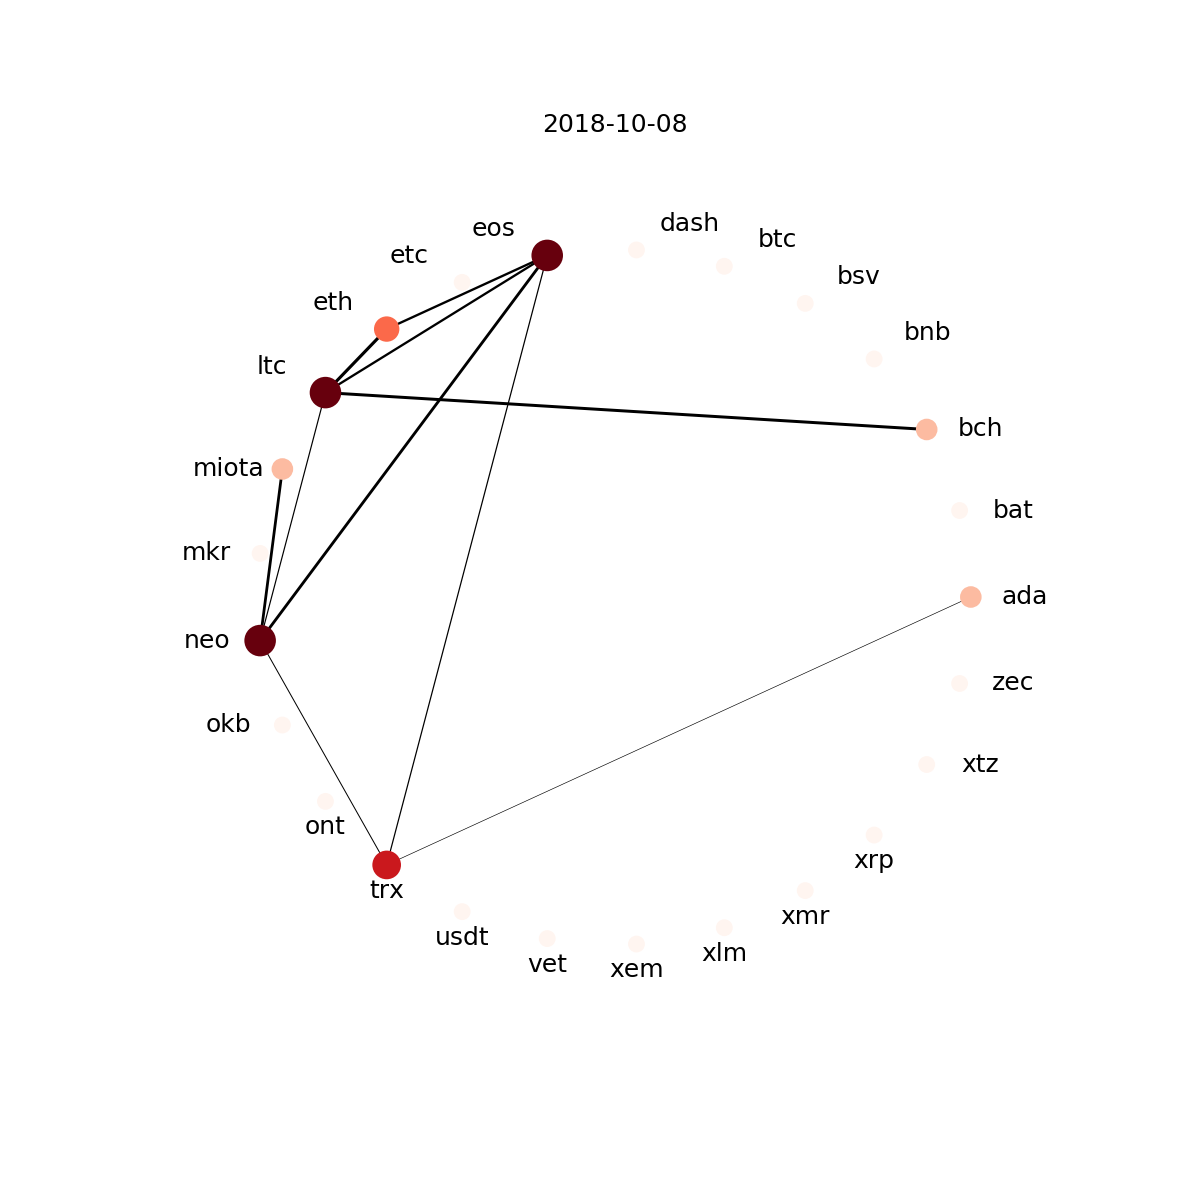 2018-10-08
dash
eos
btc
etc
bsv
eth
bnb
ltc
bch
miota
bat
mkr
ada
neo
zec
okb
xtz
ont
xrp
trx
xmr
usdt
xlm
vet
xem